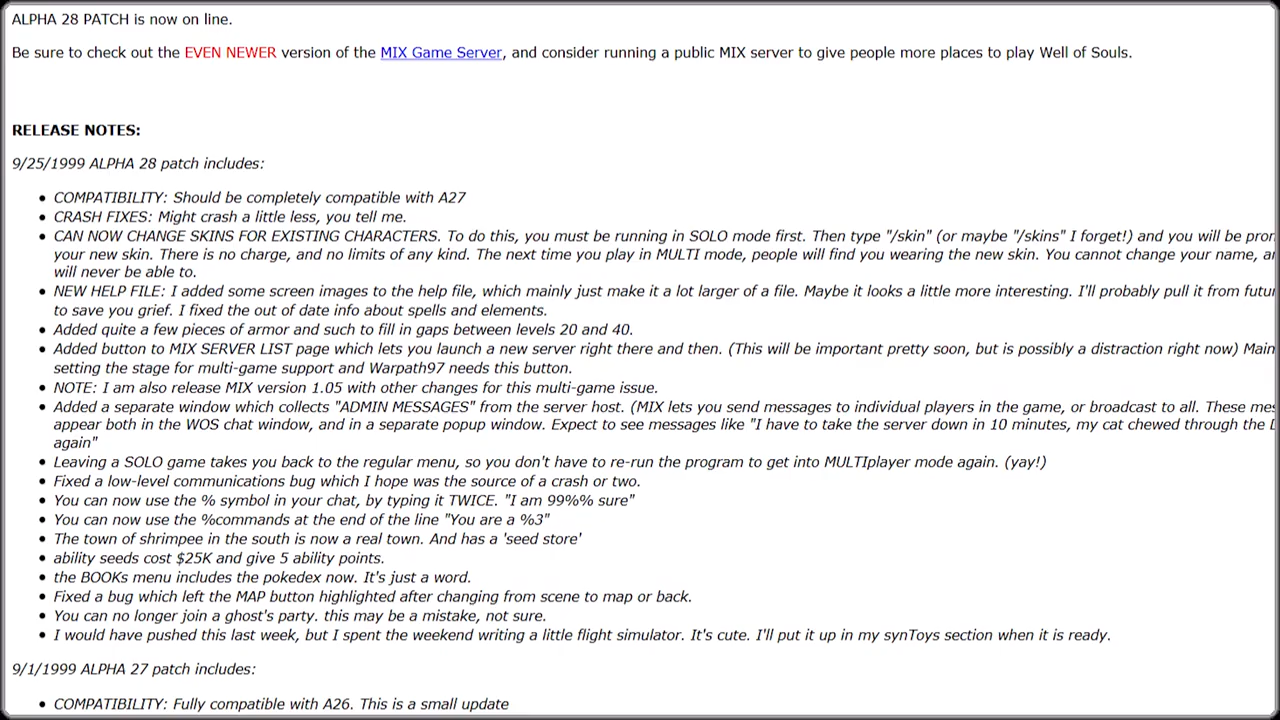 ALPHA 28 PATCH is now on line.
Be sure to check out the EVEN NEWER version of the MIX Game Server, and consider running a public MIX server to give people more places to play Well of Souls.
RELEASE NOTES:
9/25/1999 ALPHA 28 patch includes:
• COMPATIBILITY: Should be completely compatible with A27
• CRASH FIXES: Might crash a little less, you tell me.
• CAN NOW CHANGE SKINS FOR EXISTING CHARACTERS. To do this, you must be running in SOLO mode first. Then type "/skin" (or maybe "/skins" I forget!) and you will be
your new skin. There is no charge, and no limits of any kind. The next time you play in MULTI mode, people will find you wearing the new skin. You cannot change your name,
will never be able to.
• NEW HELP FILE: I added some screen images to the help file, which mainly just make it a lot larger of a file. Maybe it looks a little more interesting. I'll probably pull it from
to save you grief. I fixed the out of date info about spells and elements.
• Added quite a few pieces of armor and such to fill in gaps between levels 20 and 40.
• Added button to MIX SERVER LIST page which lets you launch a new server right there and then. (This will be important pretty soon, but is possibly a distraction right now)
setting the stage for multi-game support and Warpath97 needs this button.
• NOTE: I am also release MIX version 1.05 with other changes for this multi-game issue.
• Added a separate window which collects "ADMIN MESSAGES" from the server host. (MIX lets you send messages to individual players in the game, or broadcast to all. These
appear both in the WOS chat window, and in a separate popup window. Expect to see messages like "I have to take the server down in 10 minutes, my cat chewed through the
again"
• Leaving a SOLO game takes you back to the regular menu, so you don't have to re-run the program to get into MULTIplayer mode again. (yay!)
• Fixed a low-level communications bug which I hope was the source of a crash or two.
• You can now use the % symbol in your chat, by typing it TWICE. "I am 99%% sure"
• You can now use the %commands at the end of the line "You are a %3"
• The town of shrimpee in the south is now a real town. And has a 'seed store'
• ability seeds cost $25K and give 5 ability points.
• the BOOKs menu includes the pokedex now. It's just a word.
• Fixed a bug which left the MAP button highlighted after changing from scene to map or back.
• You can no longer join a ghost's party. this may be a mistake, not sure.
• I would have pushed this last week, but I spent the weekend writing a little flight simulator. It's cute. I'll put it up in my synToys section when it is ready.
9/1/1999 ALPHA 27 patch includes:
• COMPATIBILITY: Fully compatible with A26. This is a small update